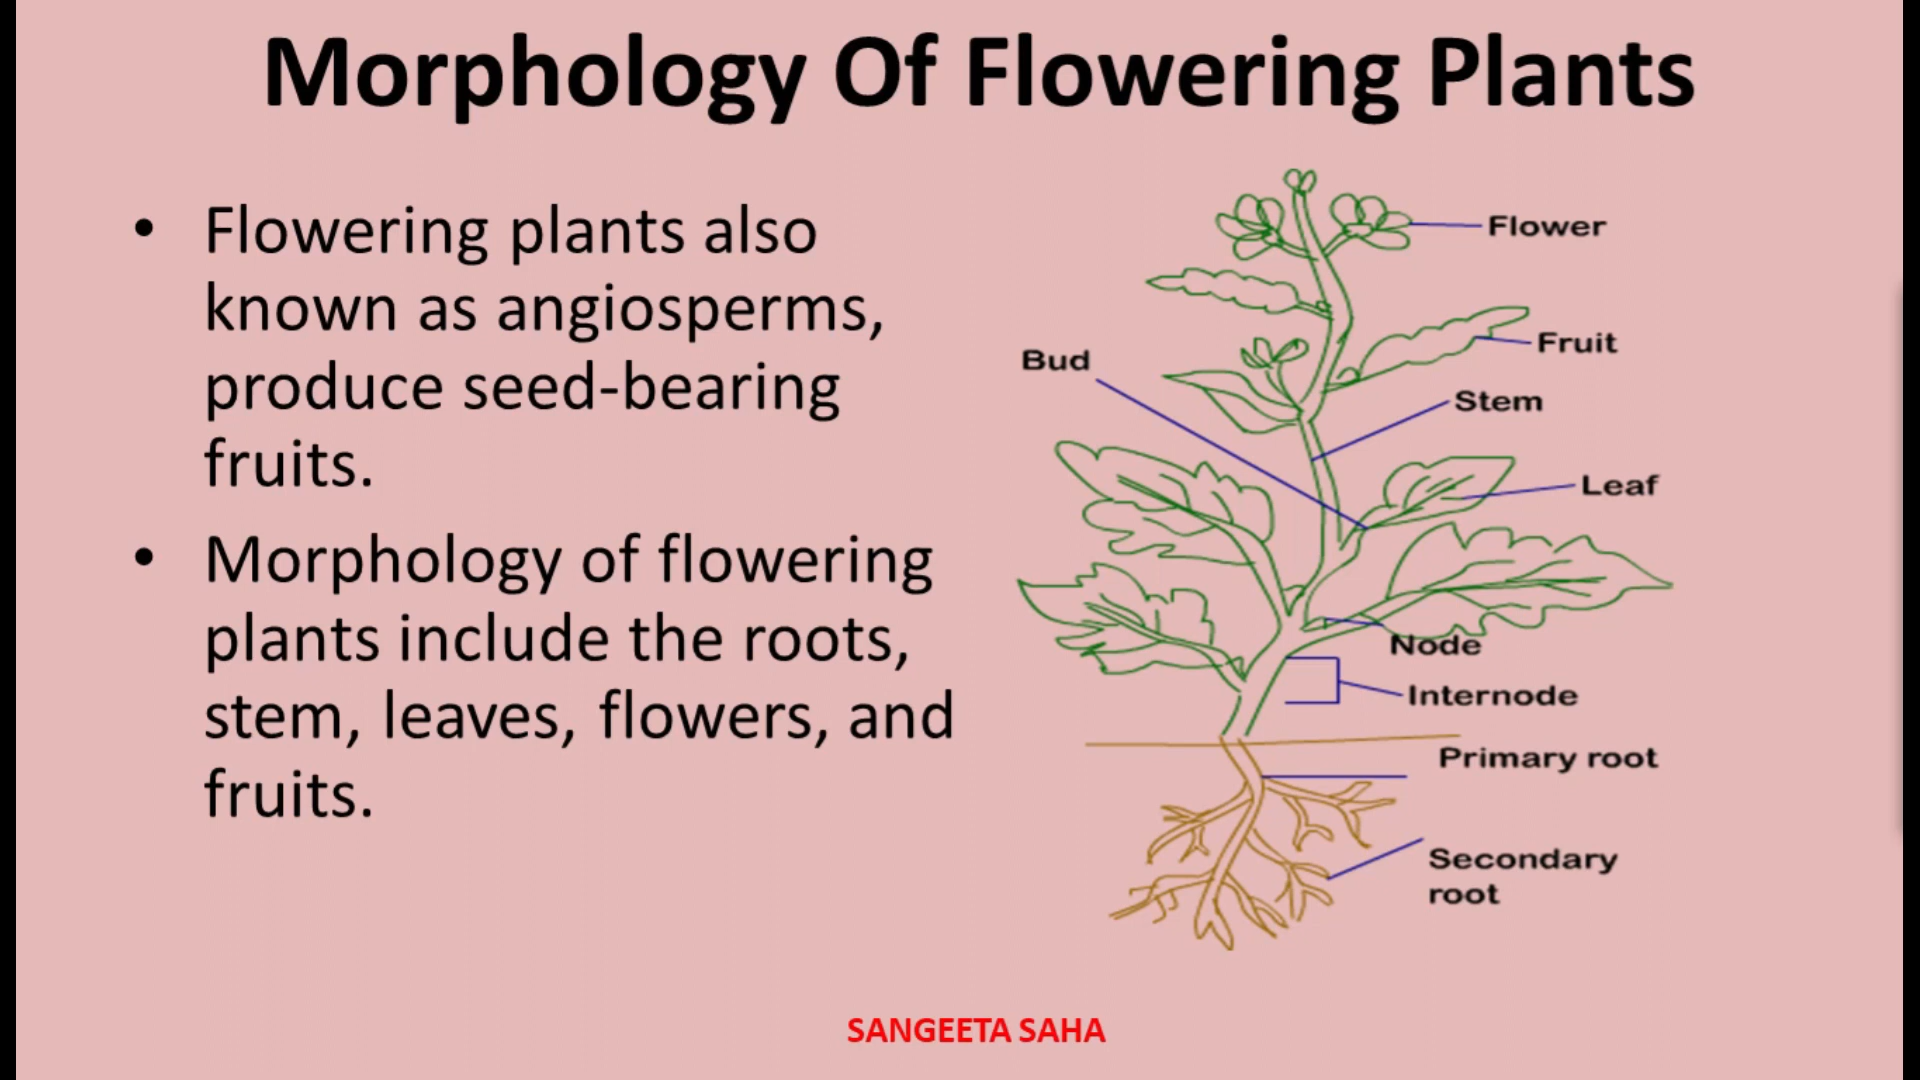 Morphology Of Flowering Plants
• Flowering plants also
known as angiosperms,
produce seed-bearing
fruits.
• Morphology of flowering
plants include the roots,
stem, leaves, flowers, and
fruits.
Flower
Fruit
Bud
Stem
Leaf
Node
Internode
Primary root
Secondary
root
SANGEETA SAHA